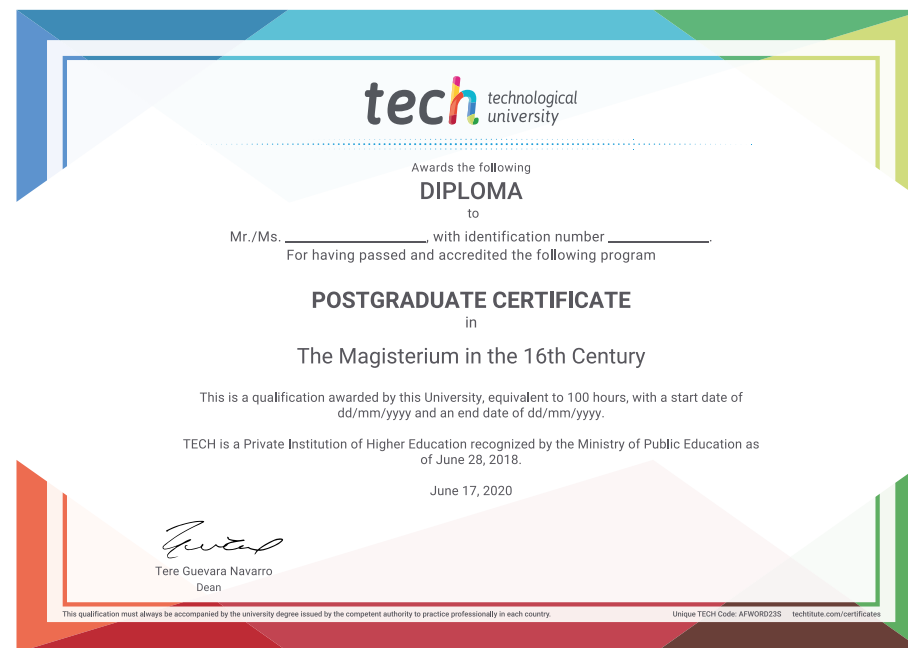 tech technological
university
Awards the following
DIPLOMA
to
Mr./Ms. ____________________, with identification number ______________.
For having passed and accredited the following program
POSTGRADUATE CERTIFICATE
in
The Magisterium in the 16th Century
This is a qualification awarded by this University, equivalent to 100 hours, with a start date of
dd/mm/yyyy and an end date of dd/mm/yyyy.
TECH is a Private Institution of Higher Education recognized by the Ministry of Public Education as
of June 28, 2018.
June 17, 2020
Tere Guevara Navarro
Dean
This qualification must always be accompanied by the university degree issued by the competent authority to practice professionally in each country. Unique TECH Code: AFWORD23S techtitute.com/certificates